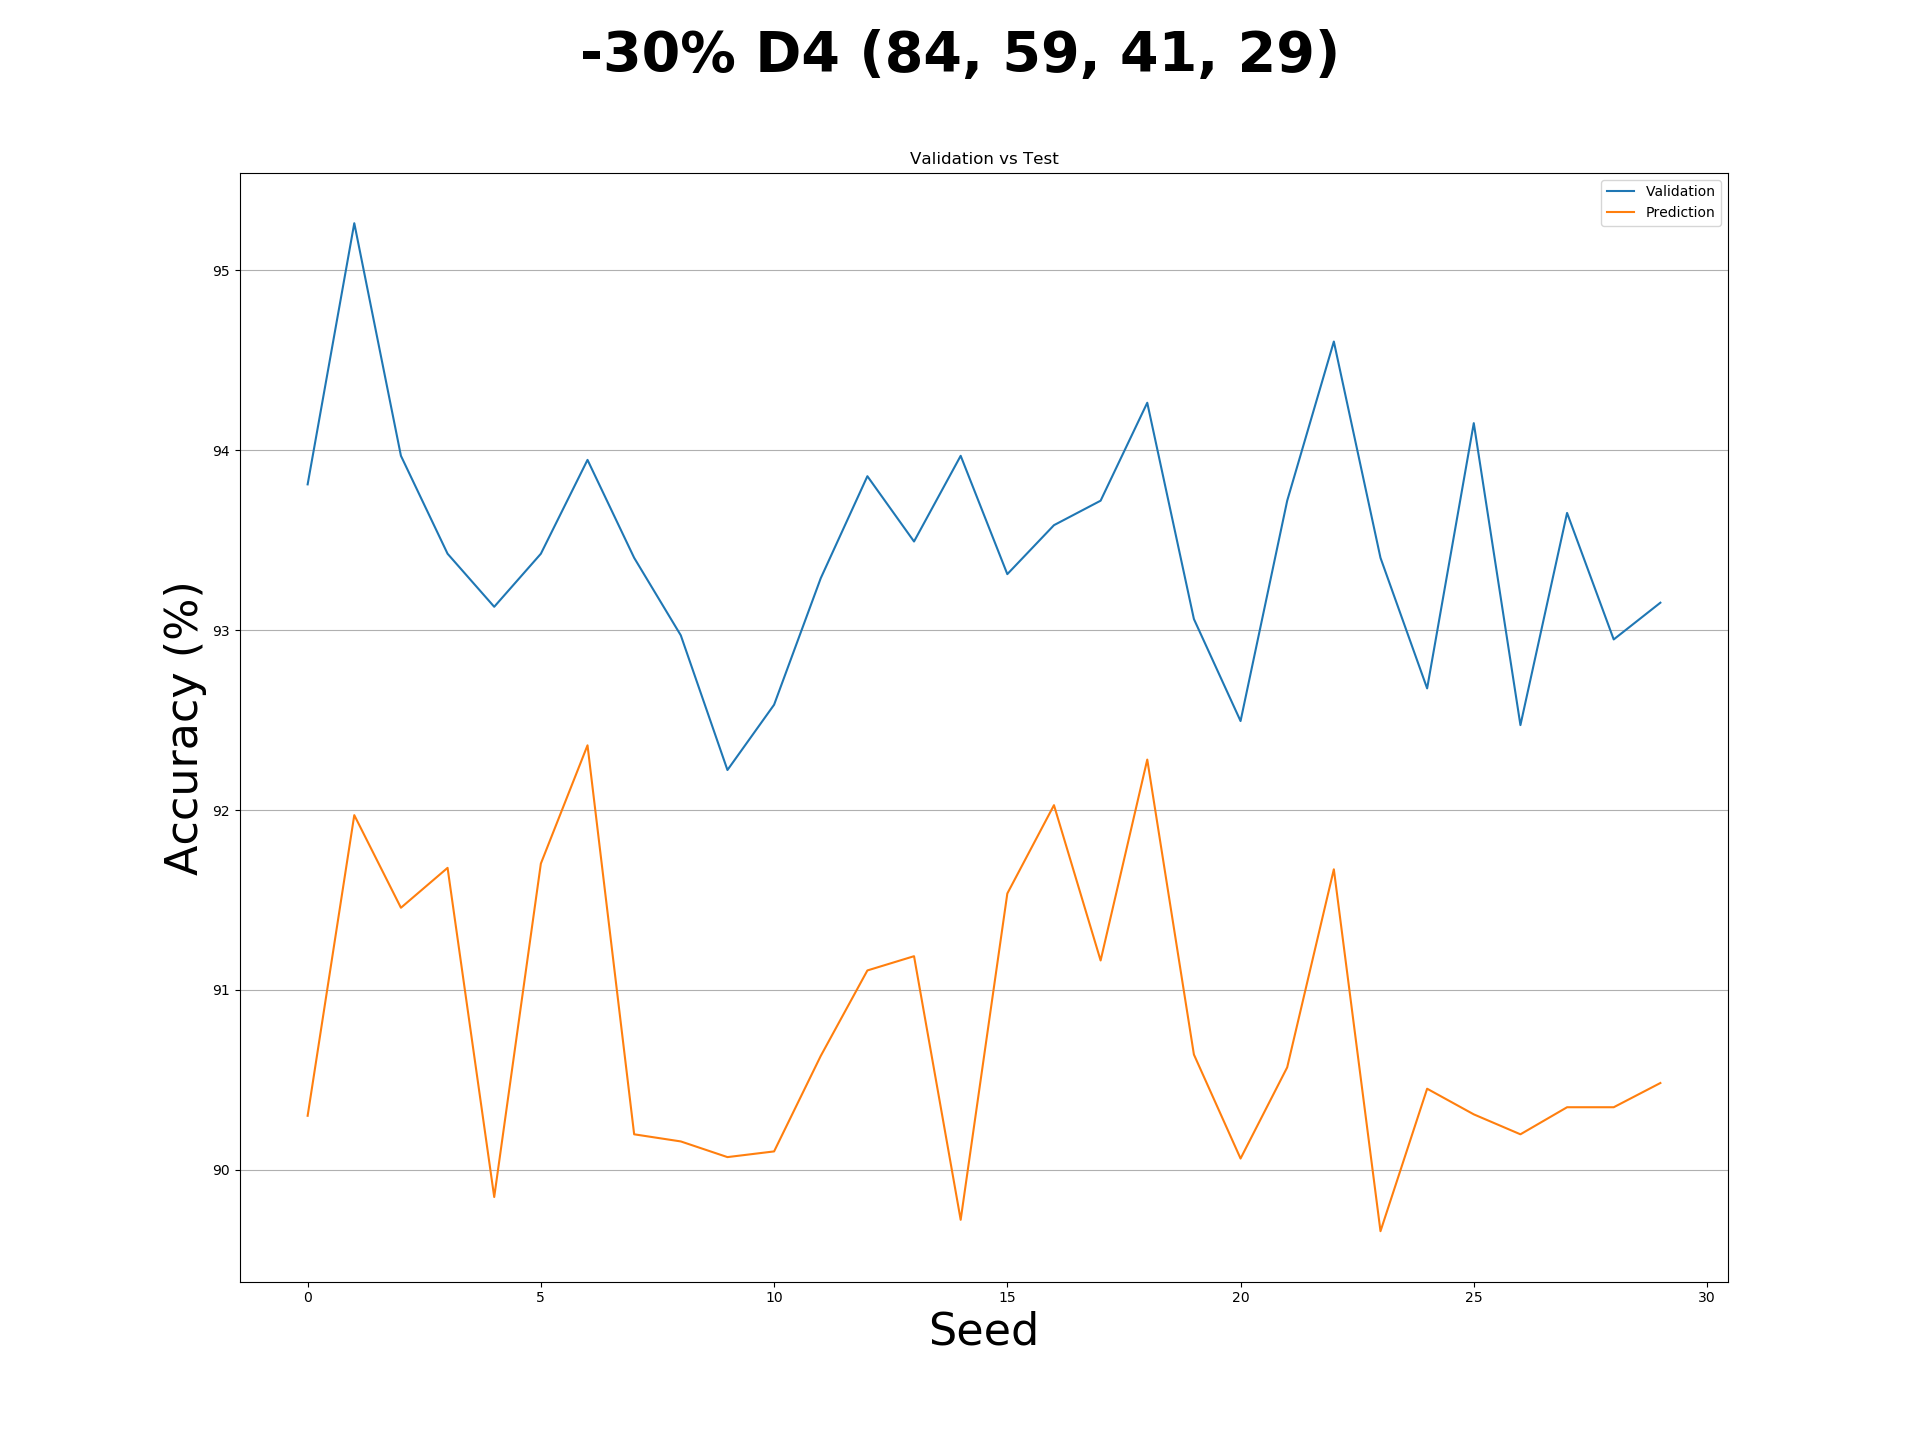 -30% D4 (84, 59, 41, 29)
Validation vs Test
Validation
Prediction
95
94
93
92
91
90
Accuracy (%)
0 5 10 15 20 25 30
Seed